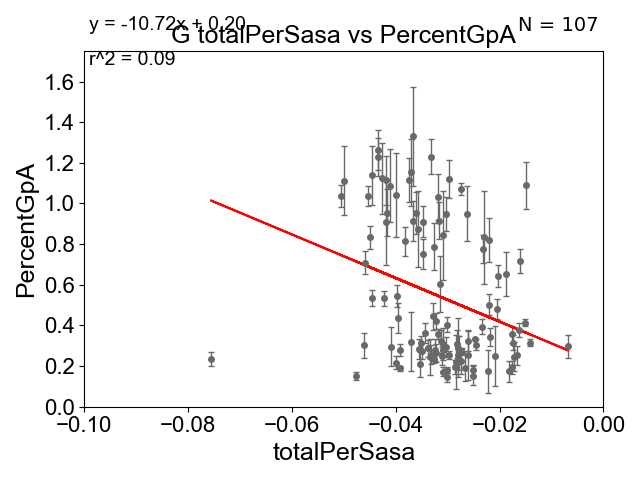 y = -10.72x + 0.20
N = 107
G totalPerSasa vs PercentGpA
r^2 = 0.09
PercentGpA
1.6
1.4
1.2
1.0
0.8
0.6
0.4
0.2
0.0
−0.10
−0.08
−0.06
−0.04
−0.02
0.00
totalPerSasa